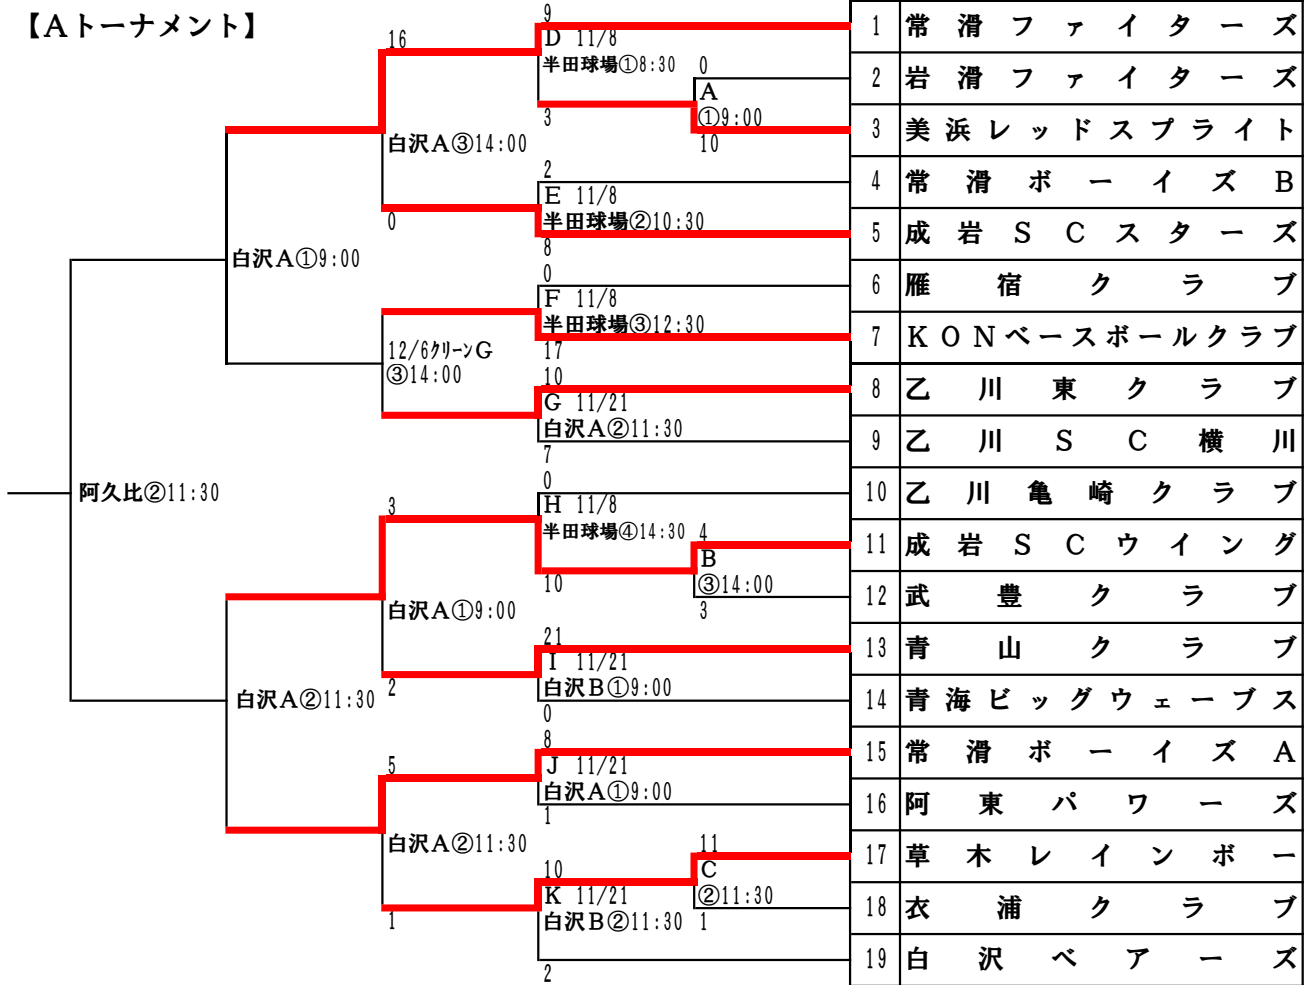 【Aトーナメント】
9
1 常滑ファイターズ
16
D 11/8
半田球場①8:30
0
2 岩滑ファイターズ
A
①9:00
3
10
3 美浜レッドスプライト
白沢A③14:00
2
4 常滑ボーイズB
E 11/8
半田球場②10:30
0
5 成岩SCスターズ
8
白沢A①9:00
0
6 雁宿クラブ
F 11/8
半田球場③12:30
7 KONベースボールクラブ
17
12/6クリーンG
③14:00
10
8 乙川東クラブ
G 11/21
白沢A②11:30
9 乙川SC横川
7
0
阿久比②11:30
10 乙川亀崎クラブ
3
H 11/8
半田球場④14:30
4
11 成岩SCウイング
B
③14:00
10
12 武豊クラブ
3
白沢A①9:00
21
13 青山クラブ
I 11/21
白沢B①9:00
2
白沢A②11:30
14 青海ビッグウェーブス
0
8
15 常滑ボーイズA
5
J 11/21
白沢A①9:00
16 阿東パワーズ
1
白沢A②11:30
11
17 草木レインボー
10
C
②11:30
K 11/21
白沢B②11:30
1
1
18 衣浦クラブ
19 白沢ベアーズ
2